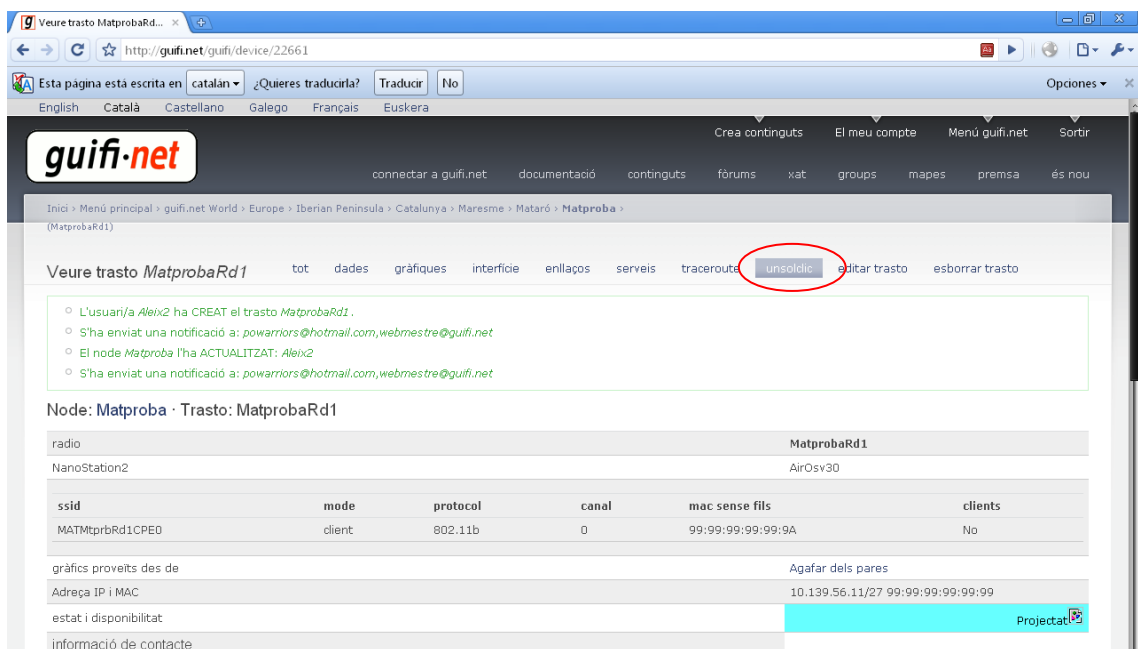 Veure trasto MatprobaRd...
http://guifi.net/guifi/device/22661
Esta página está escrita en catalán ¿Quieres traducirla? Traducir No Opciones
English Català Castellano Galego Français Euskera
Crea continguts El meu compte Menú guifi.net Sortir
guifi·net
connectar a guifi.net documentació continguts fòrums xat groups mapes premsa és nou
Inici › Menú principal › guifi.net World › Europe › Iberian Peninsula › Catalunya › Maresme › Mataró › Matproba ›
(MatprobaRd1)
Veure trasto MatprobaRd1 tot dades gràfiques interfície enllaços serveis traceroute unsolclic editar trasto esborrar trasto
L'usuari/a Aleix2 ha CREAT el trasto MatprobaRd1.
S'ha enviat una notificació a: powarriors@hotmail.com,webmestre@guifi.net
El node Matproba l'ha ACTUALITZAT: Aleix2
S'ha enviat una notificació a: powarriors@hotmail.com,webmestre@guifi.net
Node: Matproba · Trasto: MatprobaRd1
radio MatprobaRd1
NanoStation2 AirOsv30
ssid mode protocol canal mac sense fils clients
MATMtprbRd1CPE0 client 802.11b 0 99:99:99:99:99:9A No
gràfics proveïts des de Agafar dels pares
Adreça IP i MAC 10.139.56.11/27 99:99:99:99:99:99
estat i disponibilitat Projectat
informació de contacte